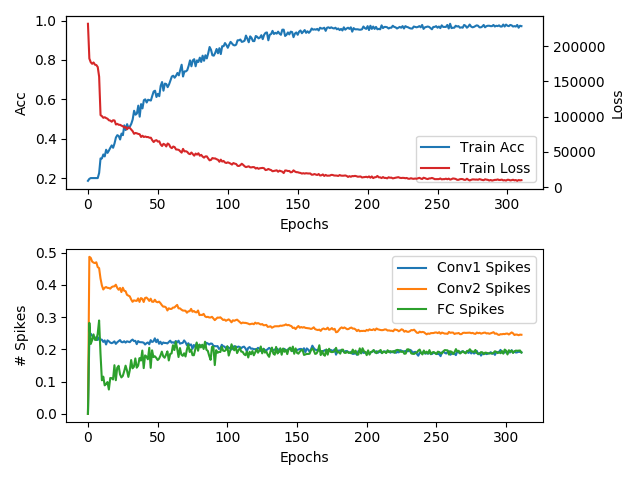 1.0
0.8
0.6
0.4
0.2
Acc
200000
150000
100000
50000
0
Loss
Train Acc
Train Loss
0 50 100 150 200 250 300
Epochs
0.5
0.4
0.3
0.2
0.1
0.0
# Spikes
Conv1 Spikes
Conv2 Spikes
FC Spikes
0 50 100 150 200 250 300
Epochs